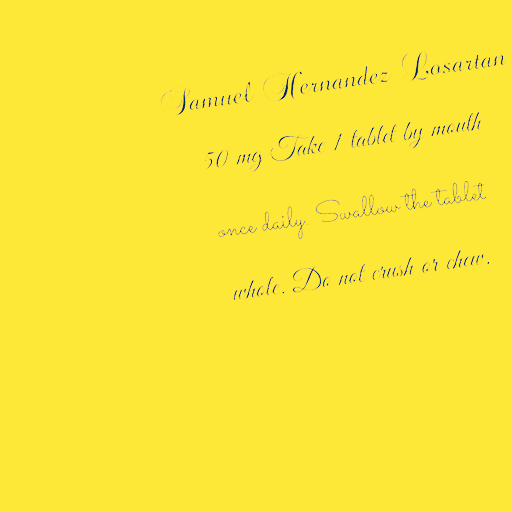 Samuel Hernandez Losartan
50 mg Take 1 tablet by mouth
once daily. Swallow the tablet
whole. Do not crush or chew.